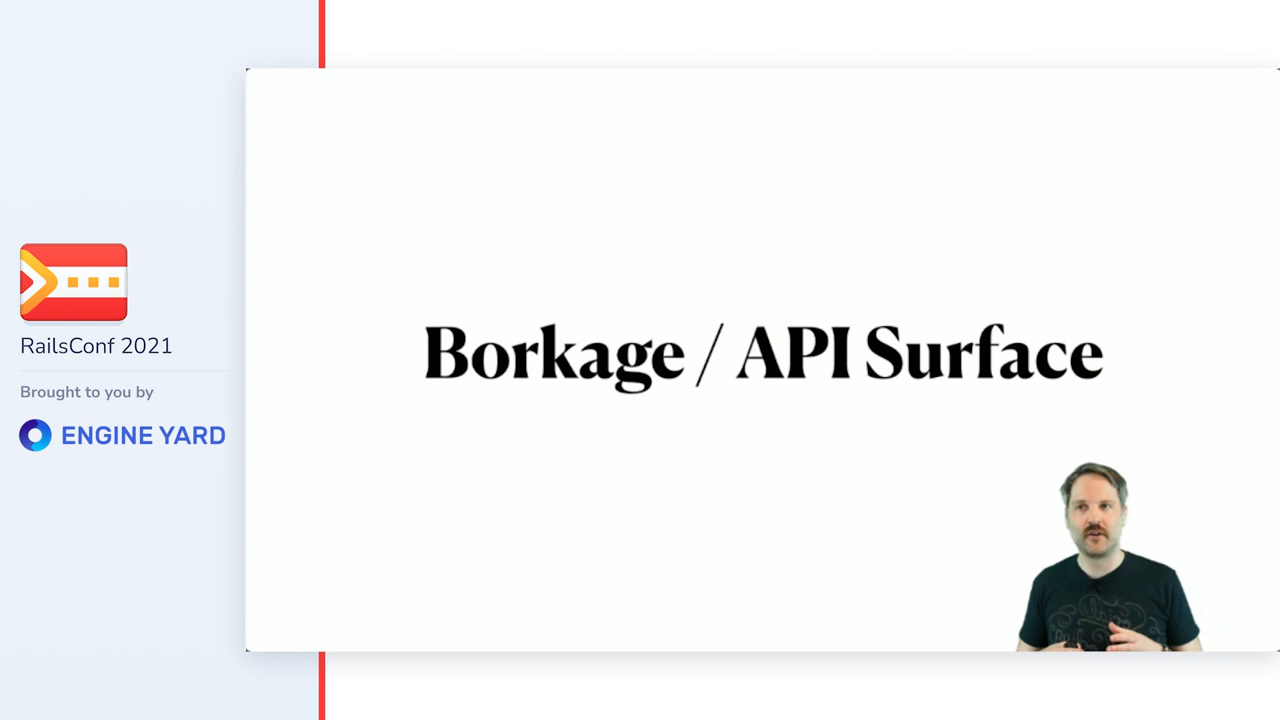 RailsConf 2021
Brought to you by
ENGINE YARD
Borkage / API Surface